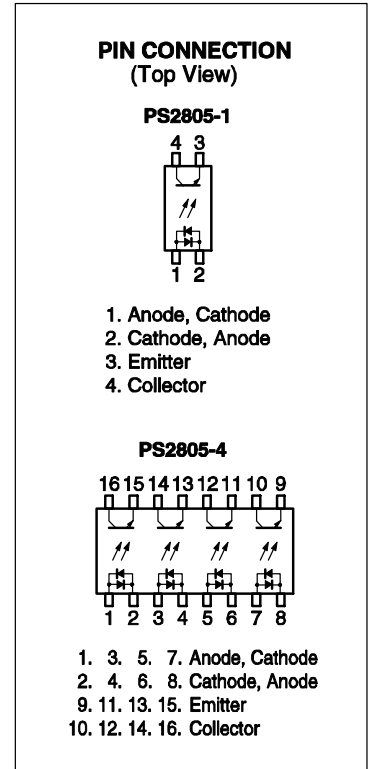 PIN CONNECTION
(Top View)
PS2805-1
4 3
1 2
1. Anode, Cathode
2. Cathode, Anode
3. Emitter
4. Collector
PS2805-4
16 15 14 13 12 11 10 9
1 2 3 4 5 6 7 8
1. 3. 5. 7. Anode, Cathode
2. 4. 6. 8. Cathode, Anode
9. 11. 13. 15. Emitter
10. 12. 14. 16. Collector